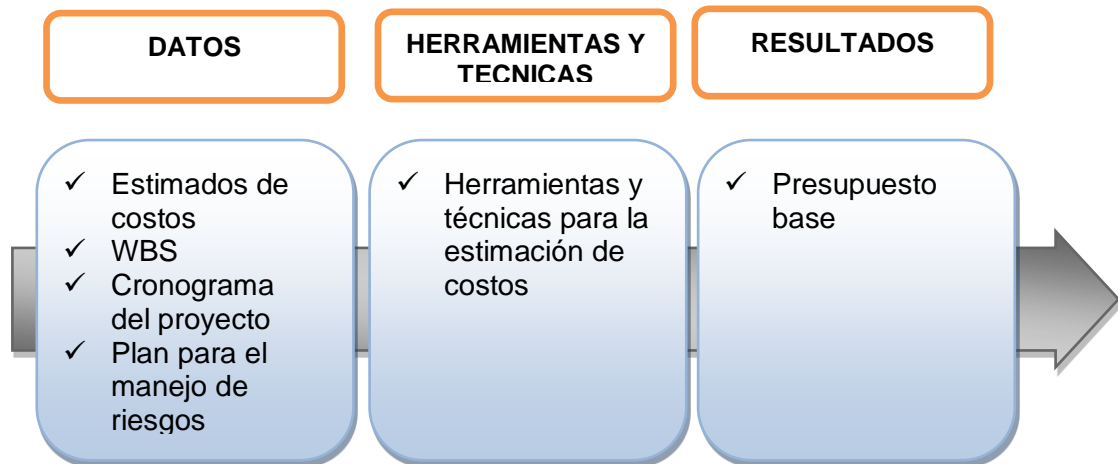 DATOS
HERRAMIENTAS Y
TECNICAS
RESULTADOS
✓ Estimados de
costos
✓ WBS
✓ Cronograma
del proyecto
✓ Plan para el
manejo de
riesgos
✓ Herramientas y
técnicas para la
estimación de
costos
✓ Presupuesto
base